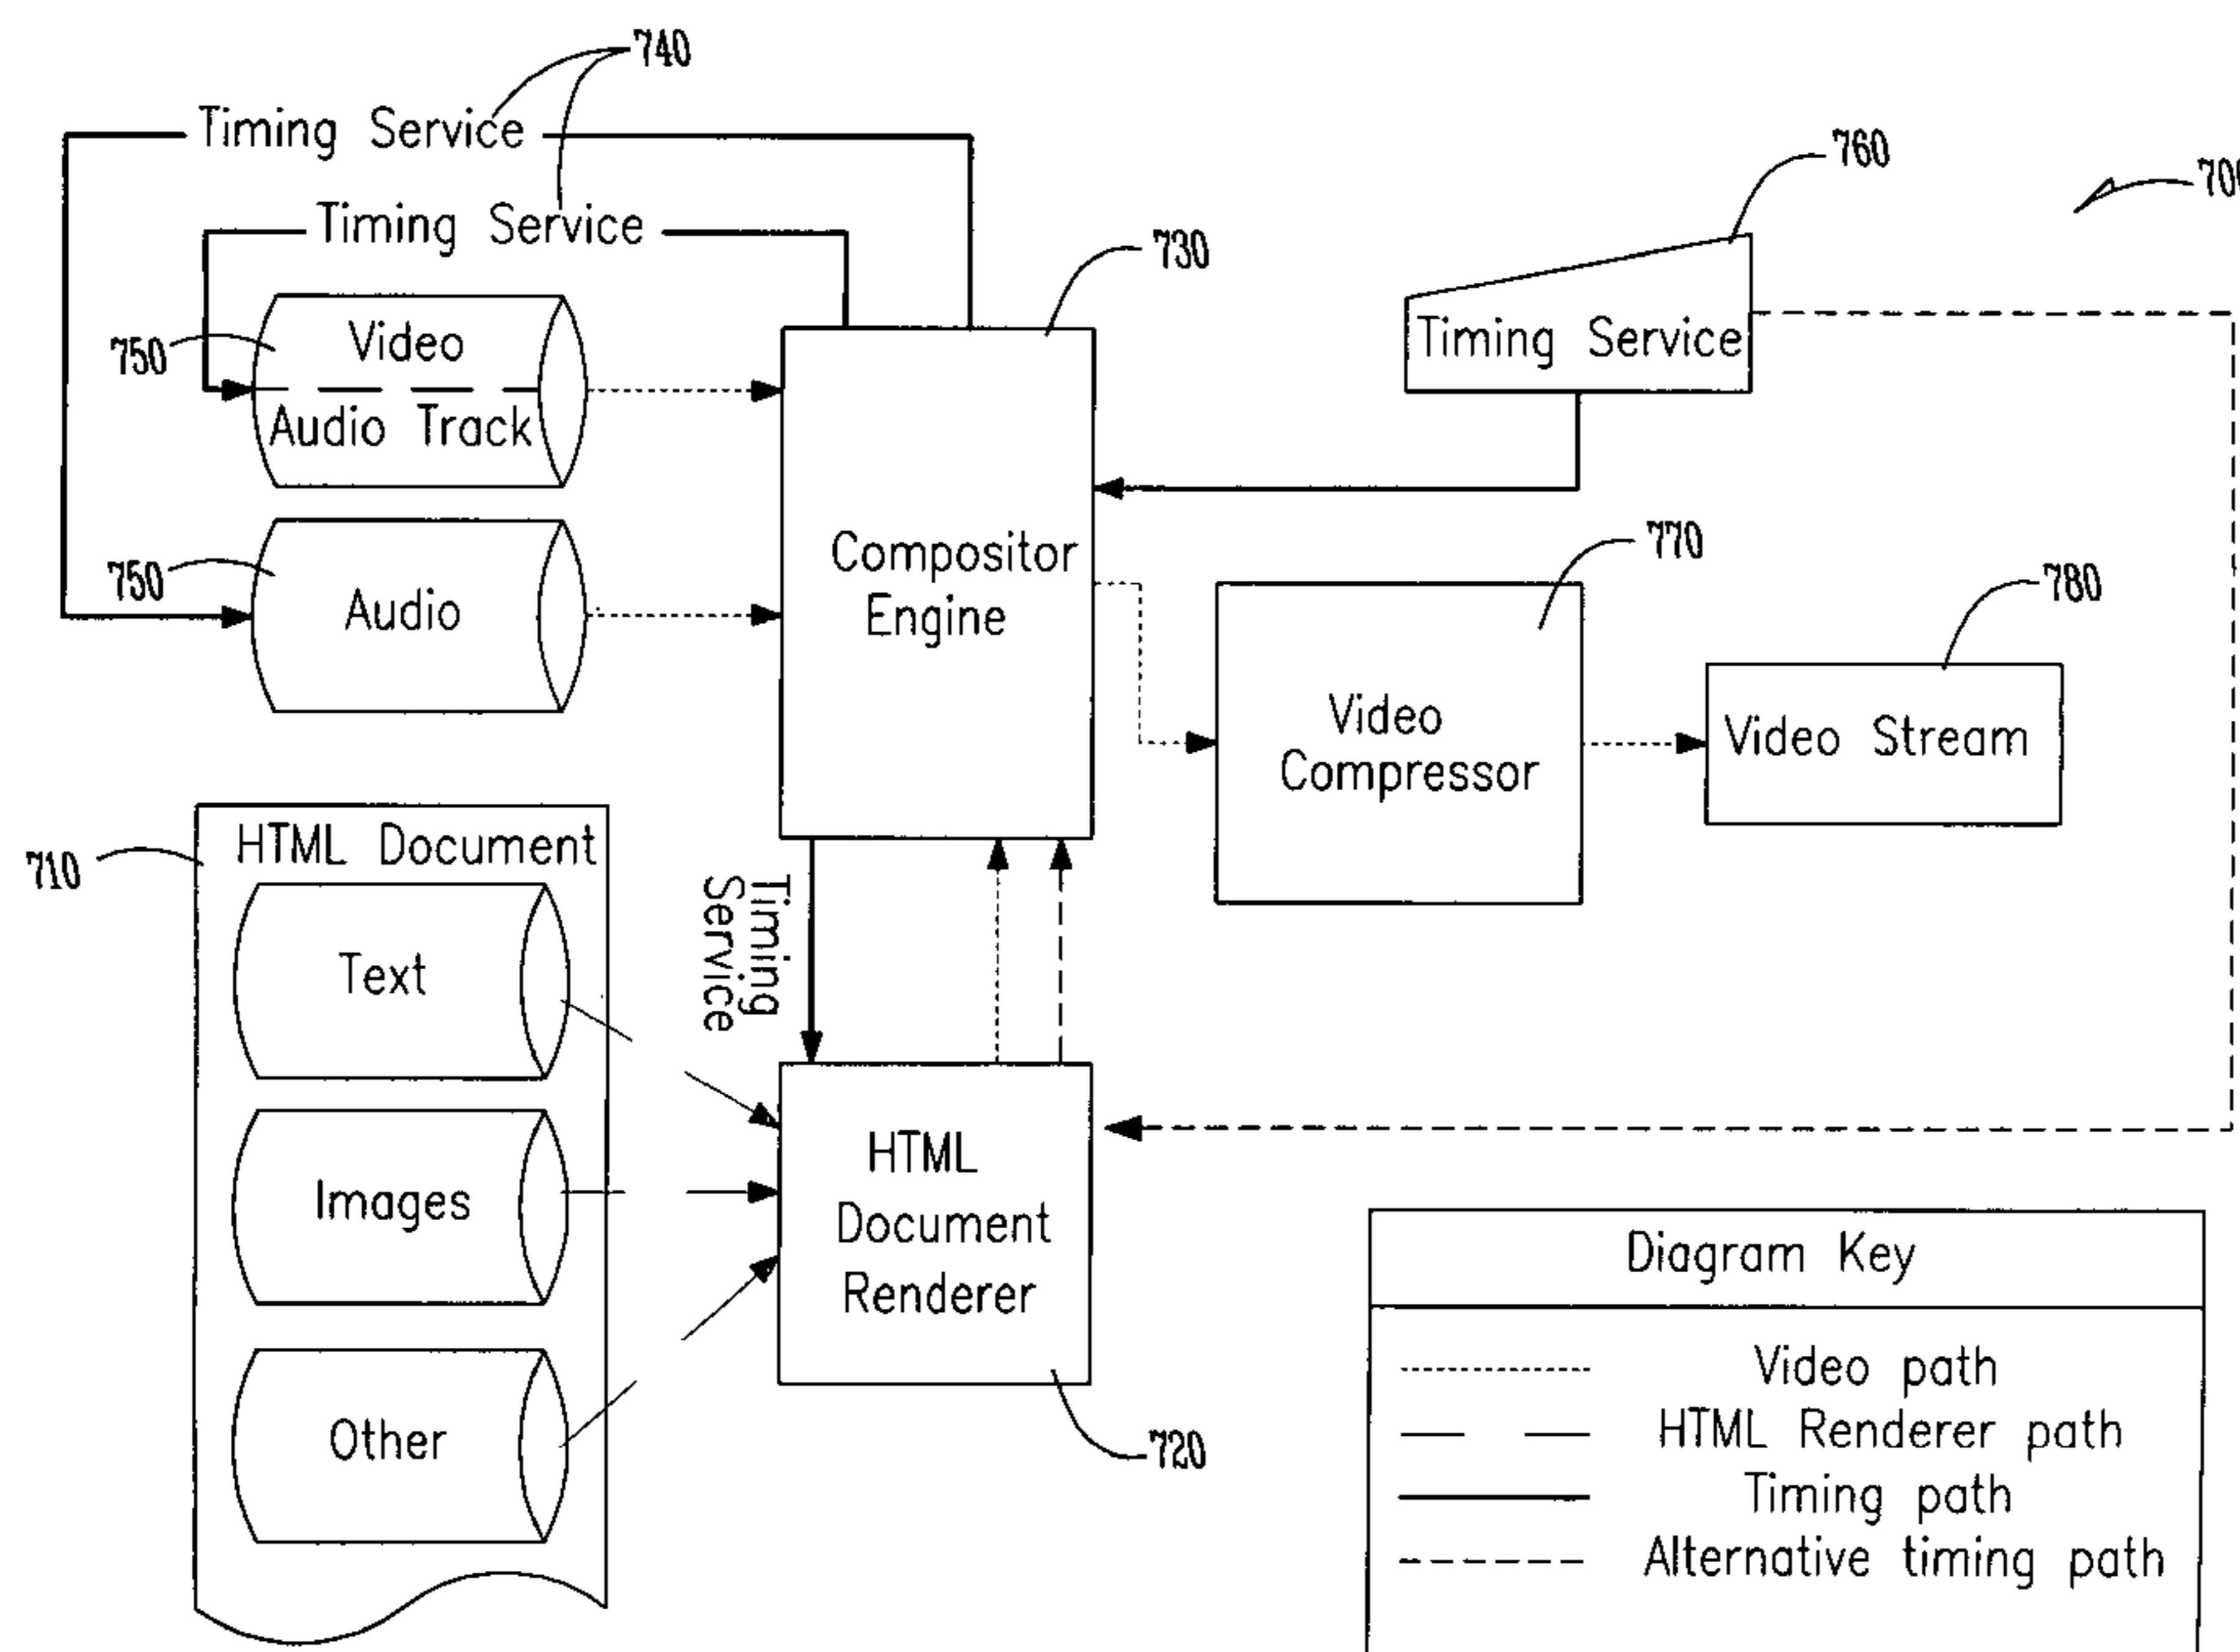 740
Timing Service
760
700
Timing Service
730
Video
750
Timing Service
Audio Track
750
Audio
Compositor
Engine
770
780
Video
Compressor
Video Stream
HTML Document
710
Text
Timing
Service
Images
HTML
Document
Renderer
Other
720
Diagram Key
Video path
HTML Renderer path
Timing path
Alternative timing path